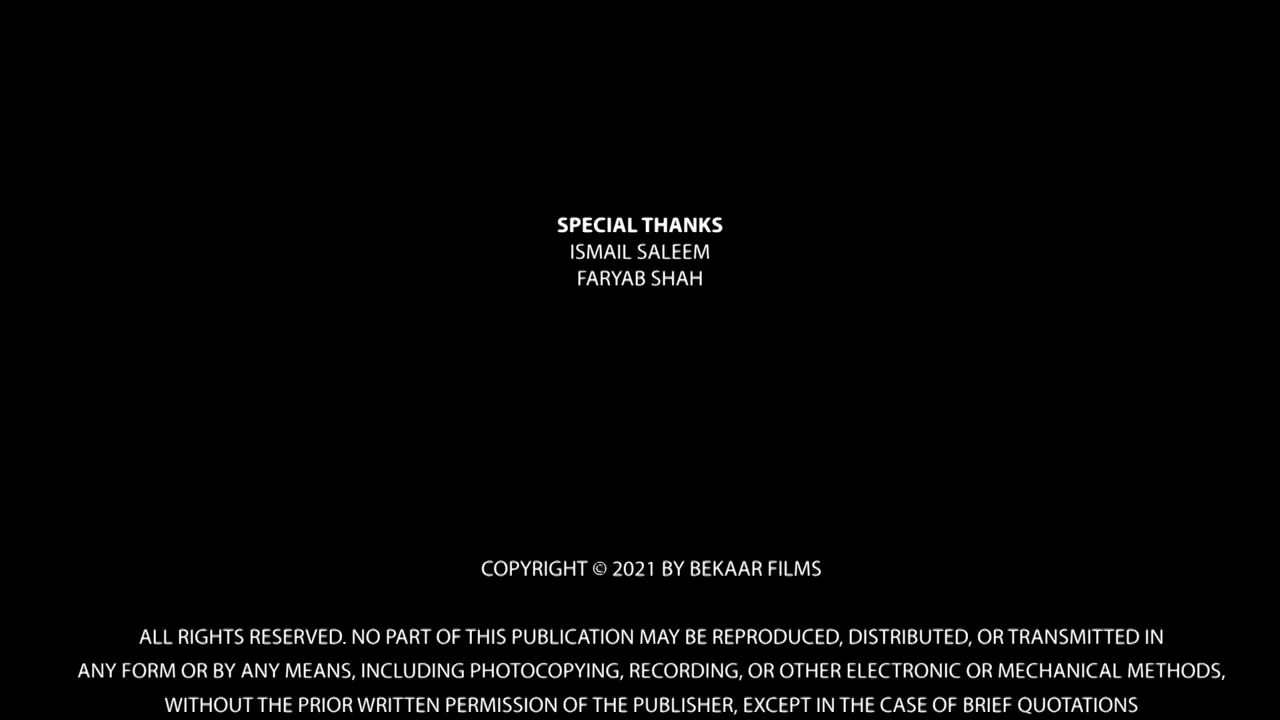 SPECIAL THANKS
ISMAIL SALEEM
FARYAB SHAH
COPYRIGHT © 2021 BY BEKAAR FILMS
ALL RIGHTS RESERVED. NO PART OF THIS PUBLICATION MAY BE REPRODUCED, DISTRIBUTED, OR TRANSMITTED IN
ANY FORM OR BY ANY MEANS, INCLUDING PHOTOCOPYING, RECORDING, OR OTHER ELECTRONIC OR MECHANICAL METHODS,
WITHOUT THE PRIOR WRITTEN PERMISSION OF THE PUBLISHER, EXCEPT IN THE CASE OF BRIEF QUOTATIONS